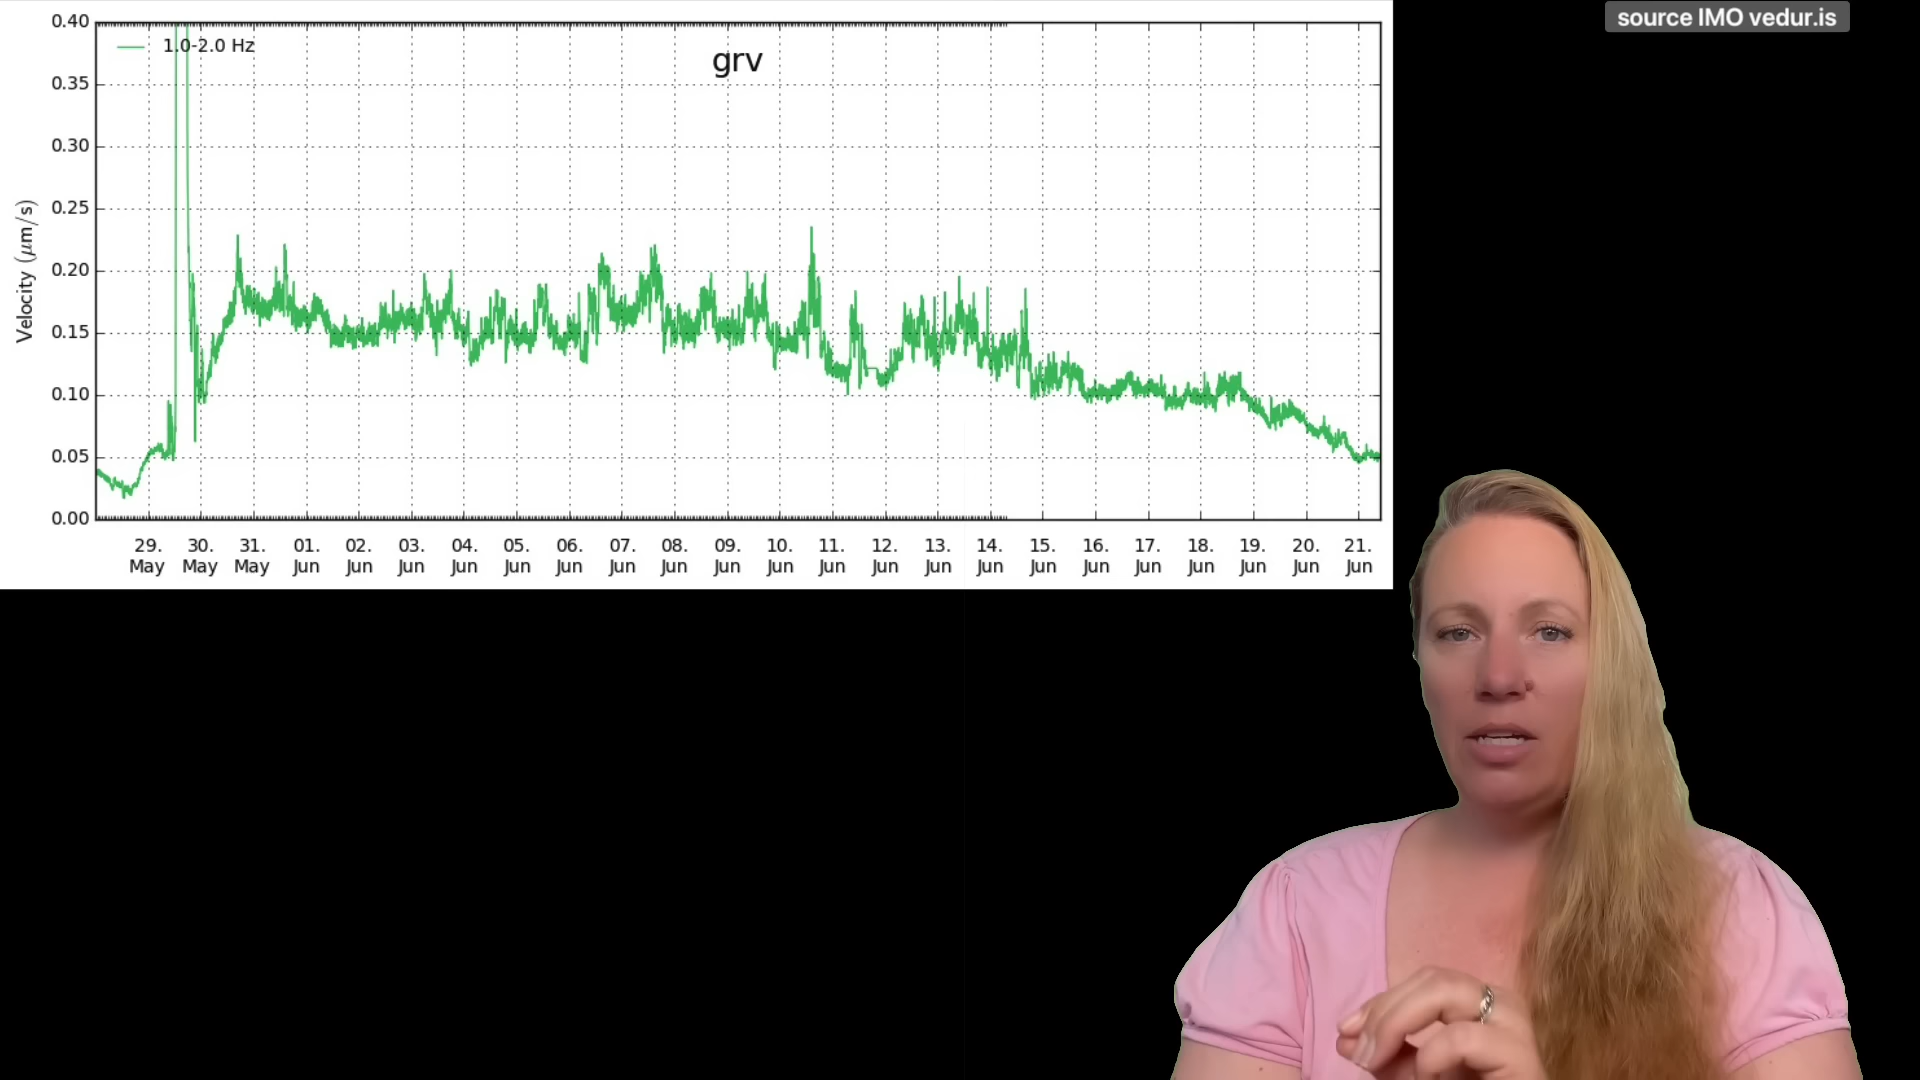 source IMO vedur.is
grv
1.0-2.0 Hz
Velocity (μm/s)
0.40
0.35
0.30
0.25
0.20
0.15
0.10
0.05
0.00
29. 30. 31. 01. 02. 03. 04. 05. 06. 07. 08. 09. 10. 11. 12. 13. 14. 15. 16. 17. 18. 19. 20. 21.
May May May Jun Jun Jun Jun Jun Jun Jun Jun Jun Jun Jun Jun Jun Jun Jun Jun Jun Jun Jun Jun Jun